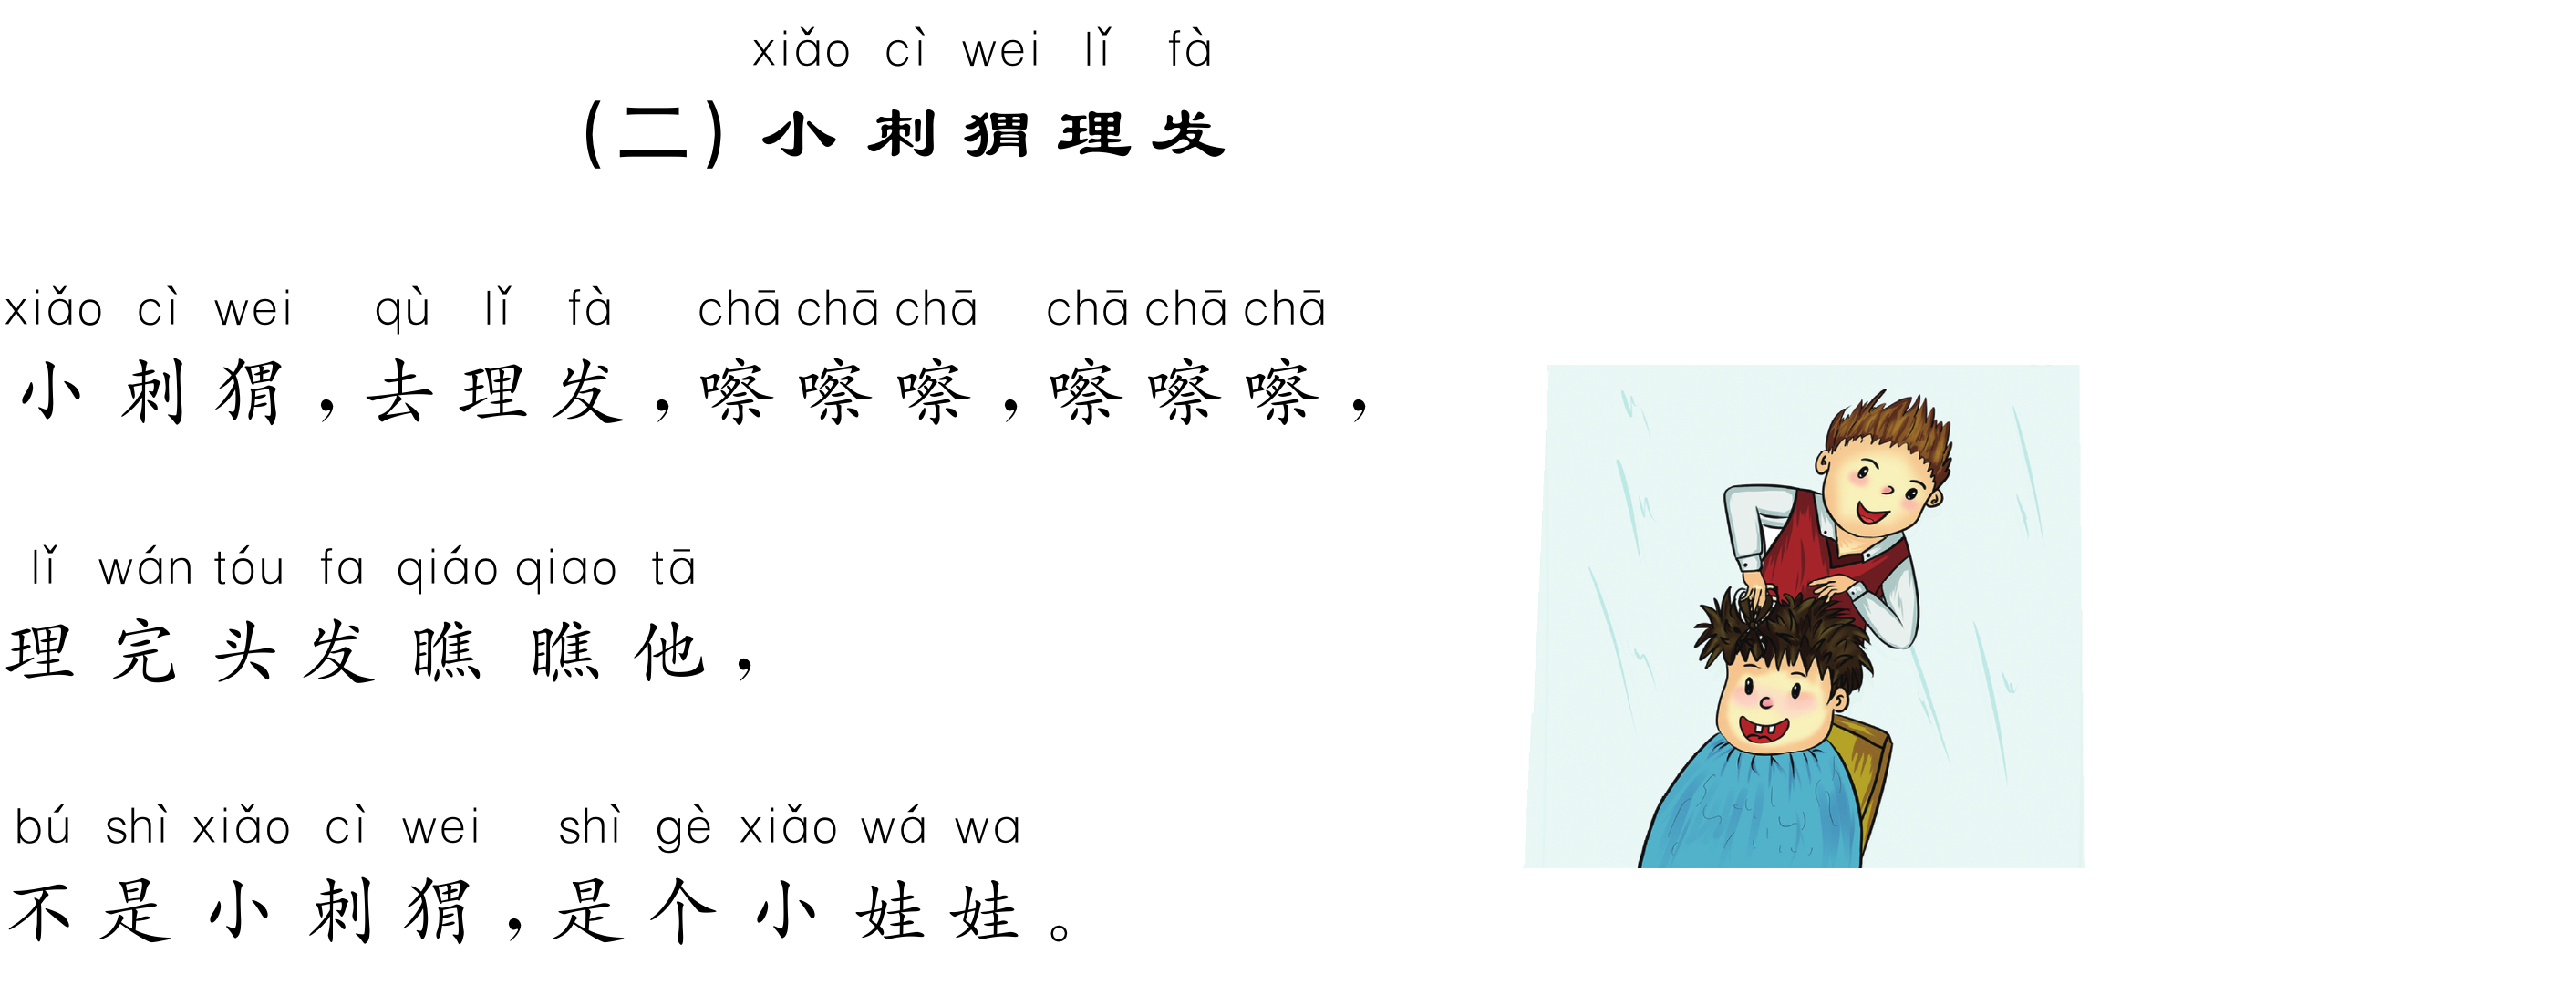 xiǎo cì wei lǐ fà
（二）小刺猬理发
xiǎo cì wei qù lǐ fà chā chā chā chā chā chā
小刺猬，去理发，嚓嚓嚓，嚓嚓嚓，
lǐ wán tóu fa qiáo qiao tā
理完头发瞧瞧他，
bú shì xiǎo cì wei shì gè xiǎo wá wa
不是小刺猬，是个小娃娃。